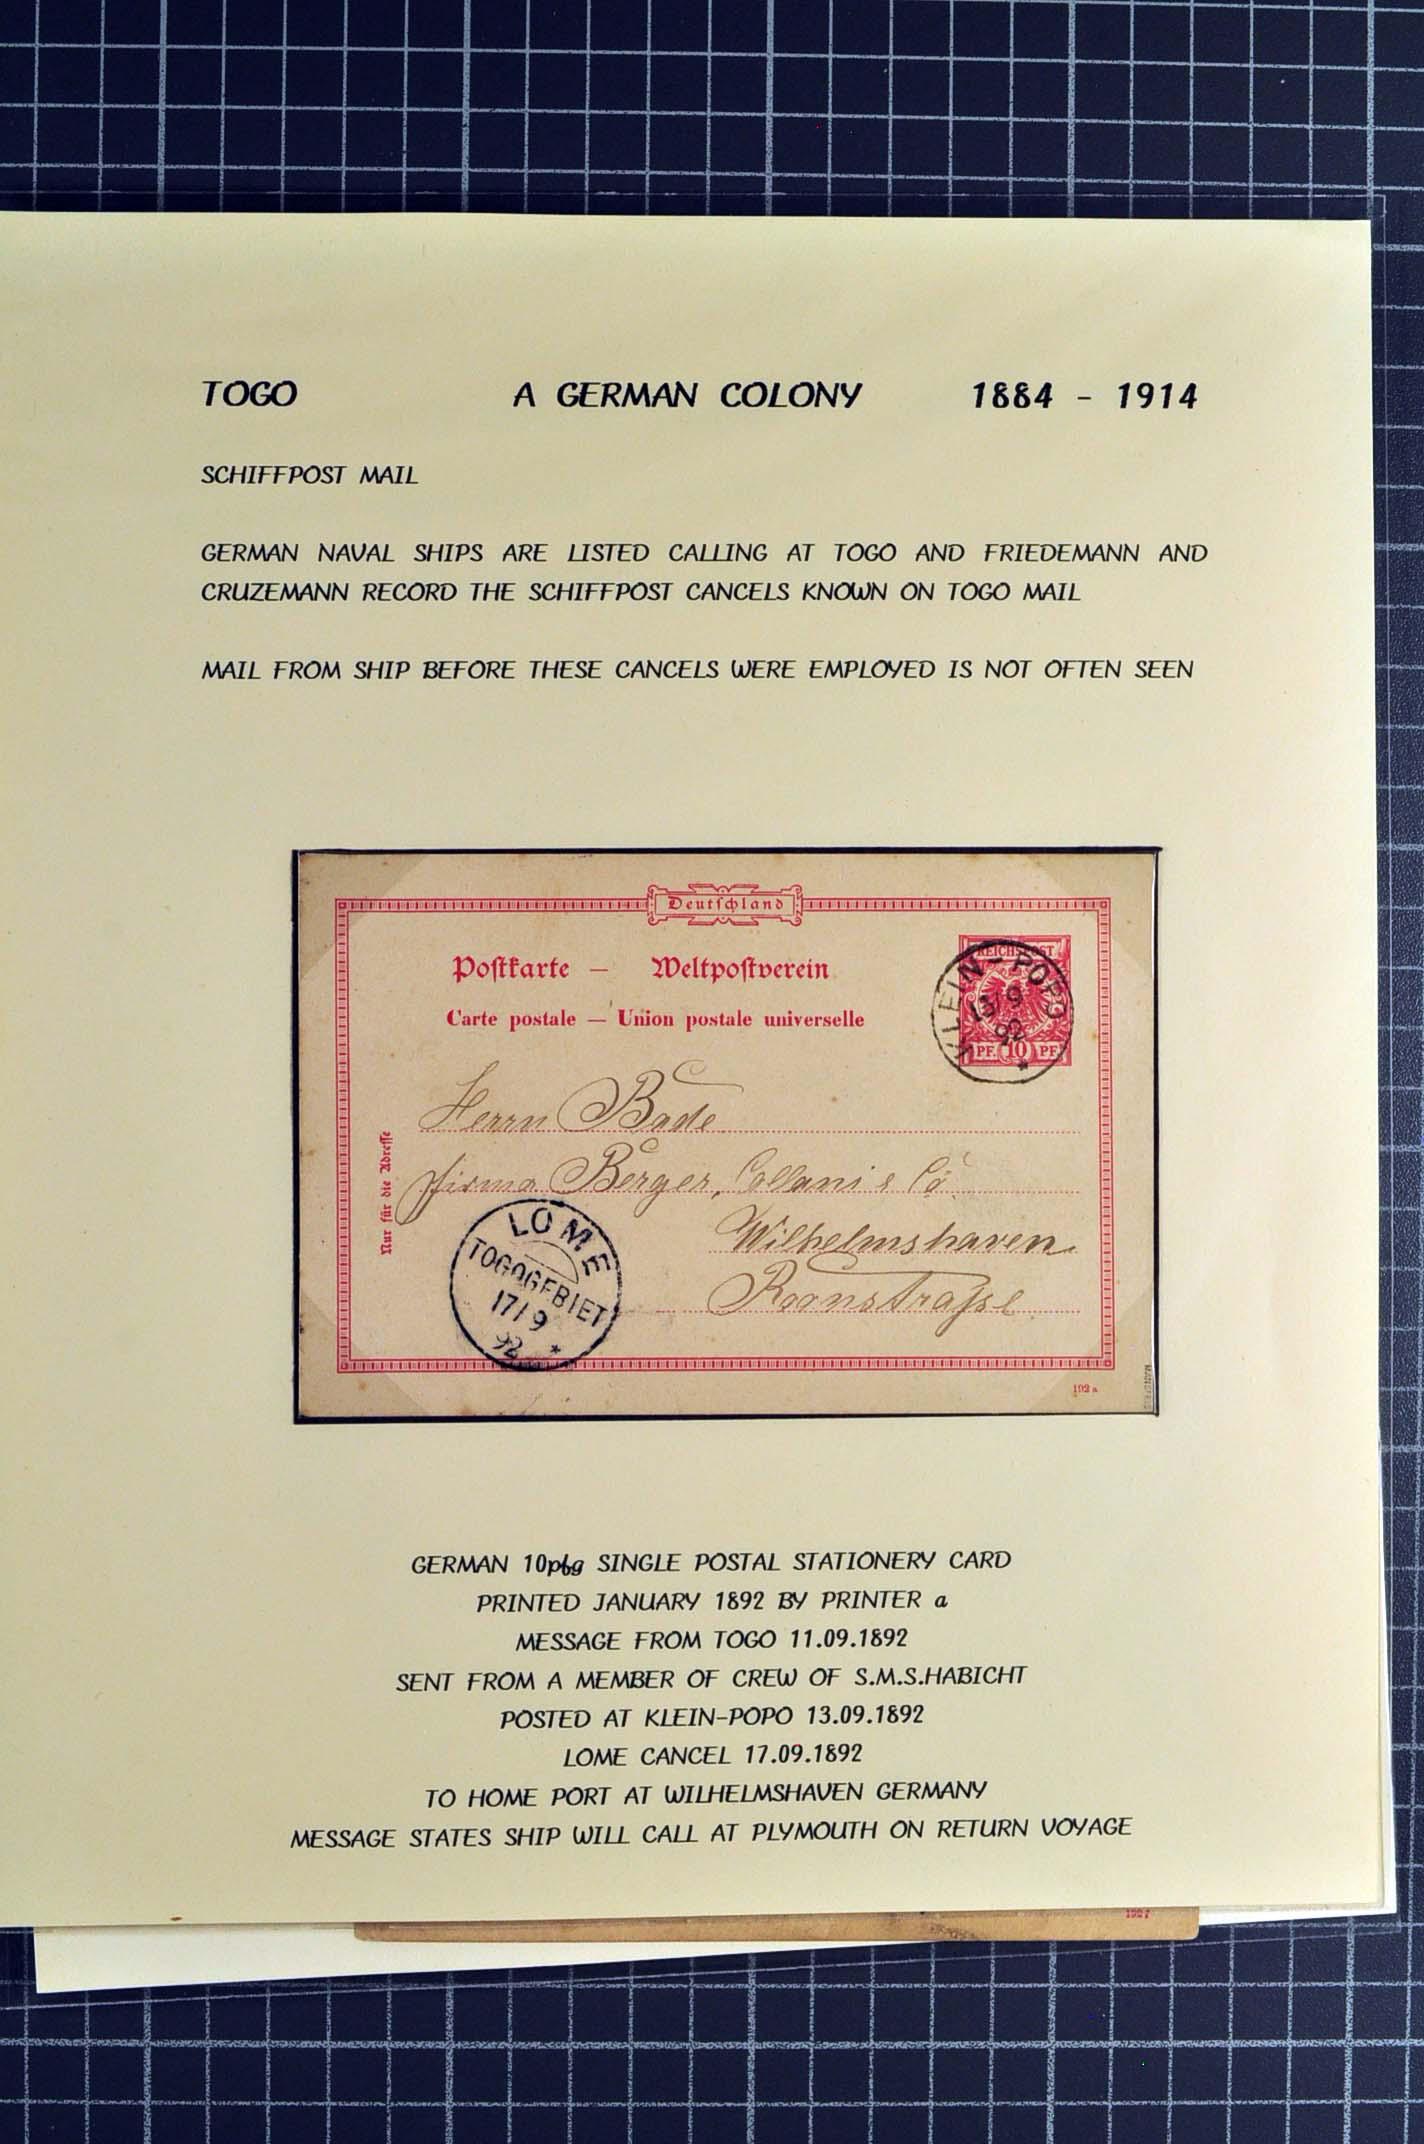 TOGO A GERMAN COLONY 1884 - 1914
SCHIFFPOST MAIL
GERMAN NAVAL SHIPS ARE LISTED CALLING AT TOGO AND FRIEDEMANN AND
CRUZEMANN RECORD THE SCHIFFPOST CANCELS KNOWN ON TOGO MAIL
MAIL FROM SHIP BEFORE THESE CANCELS WERE EMPLOYED IS NOT OFTEN SEEN
Deutschland
Postkarte — Weltpostverein
Carte postale — Union postale universelle
REICHSPOST
PF. 10 PF.
KLEIN-POPO
13/9
92
*
Herrn Bade
Firma Berger, Collani & Co.
Wilhelmshaven.
Roonstraße.
Nur für die Adresse
LOME
TOGOGEBIET
17/9
92 *
192 a
GERMAN 10pfg SINGLE POSTAL STATIONERY CARD
PRINTED JANUARY 1892 BY PRINTER a
MESSAGE FROM TOGO 11.09.1892
SENT FROM A MEMBER OF CREW OF S.M.S.HABICHT
POSTED AT KLEIN-POPO 13.09.1892
LOME CANCEL 17.09.1892
TO HOME PORT AT WILHELMSHAVEN GERMANY
MESSAGE STATES SHIP WILL CALL AT PLYMOUTH ON RETURN VOYAGE